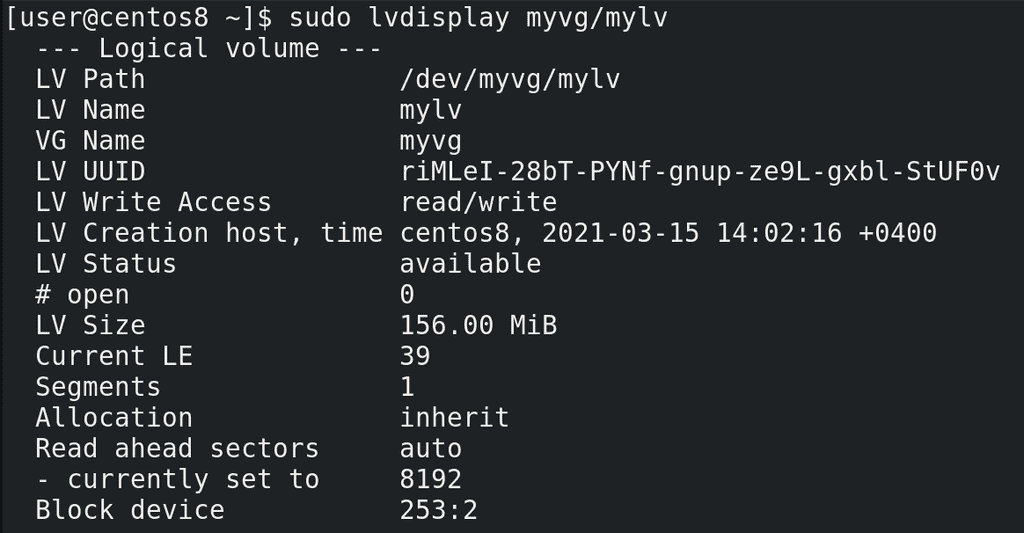 [user@centos8 ~]$ sudo lvdisplay myvg/mylv
--- Logical volume ---
LV Path /dev/myvg/mylv
LV Name mylv
VG Name myvg
LV UUID riMLeI-28bT-PYNf-gnup-ze9L-gxbl-StUF0v
LV Write Access read/write
LV Creation host, time centos8, 2021-03-15 14:02:16 +0400
LV Status available
# open 0
LV Size 156.00 MiB
Current LE 39
Segments 1
Allocation inherit
Read ahead sectors auto
- currently set to 8192
Block device 253:2